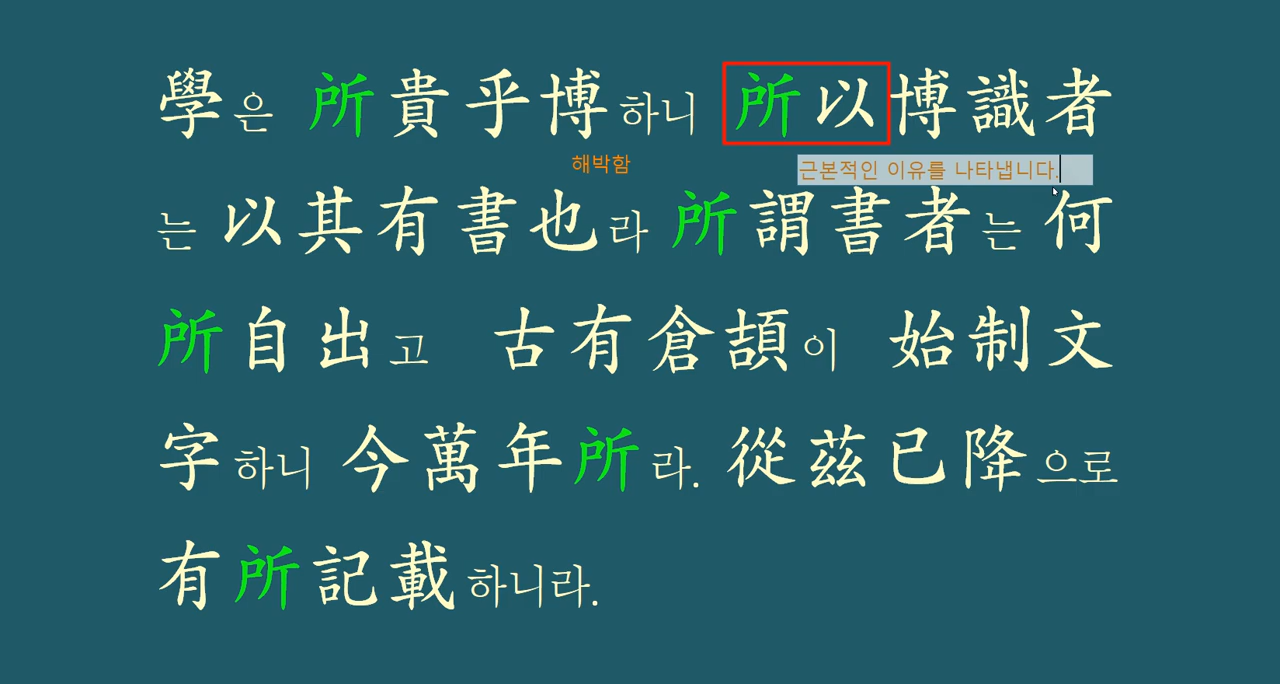 學은 所貴乎博하니 所以博識者
해박함 근본적인 이유를 나타냅니다.
는 以其有書也라 所謂書者는 何
所自出고 古有倉頡이 始制文
字하니 今萬年所라. 從茲已降으로
有所記載하니라.